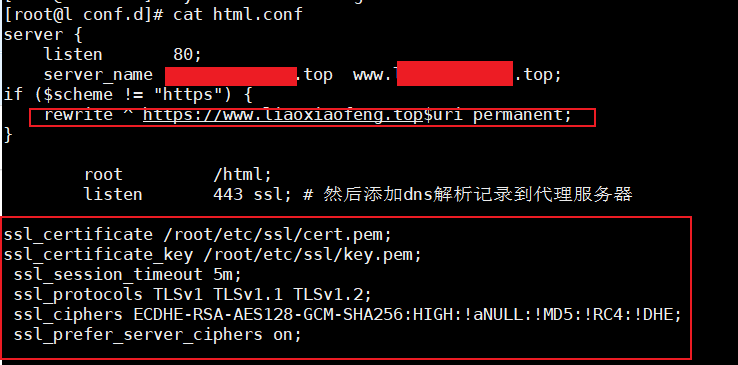 [root@l conf.d]# cat html.conf
server {
listen 80;
server_name .top www. .top;
if ($scheme != "https") {
rewrite ^ https://www.liaoxiaofeng.top$uri permanent;
}
root /html;
listen 443 ssl; # 然后添加dns解析记录到代理服务器
ssl_certificate /root/etc/ssl/cert.pem;
ssl_certificate_key /root/etc/ssl/key.pem;
ssl_session_timeout 5m;
ssl_protocols TLSv1 TLSv1.1 TLSv1.2;
ssl_ciphers ECDHE-RSA-AES128-GCM-SHA256:HIGH:!aNULL:!MD5:!RC4:!DHE;
ssl_prefer_server_ciphers on;